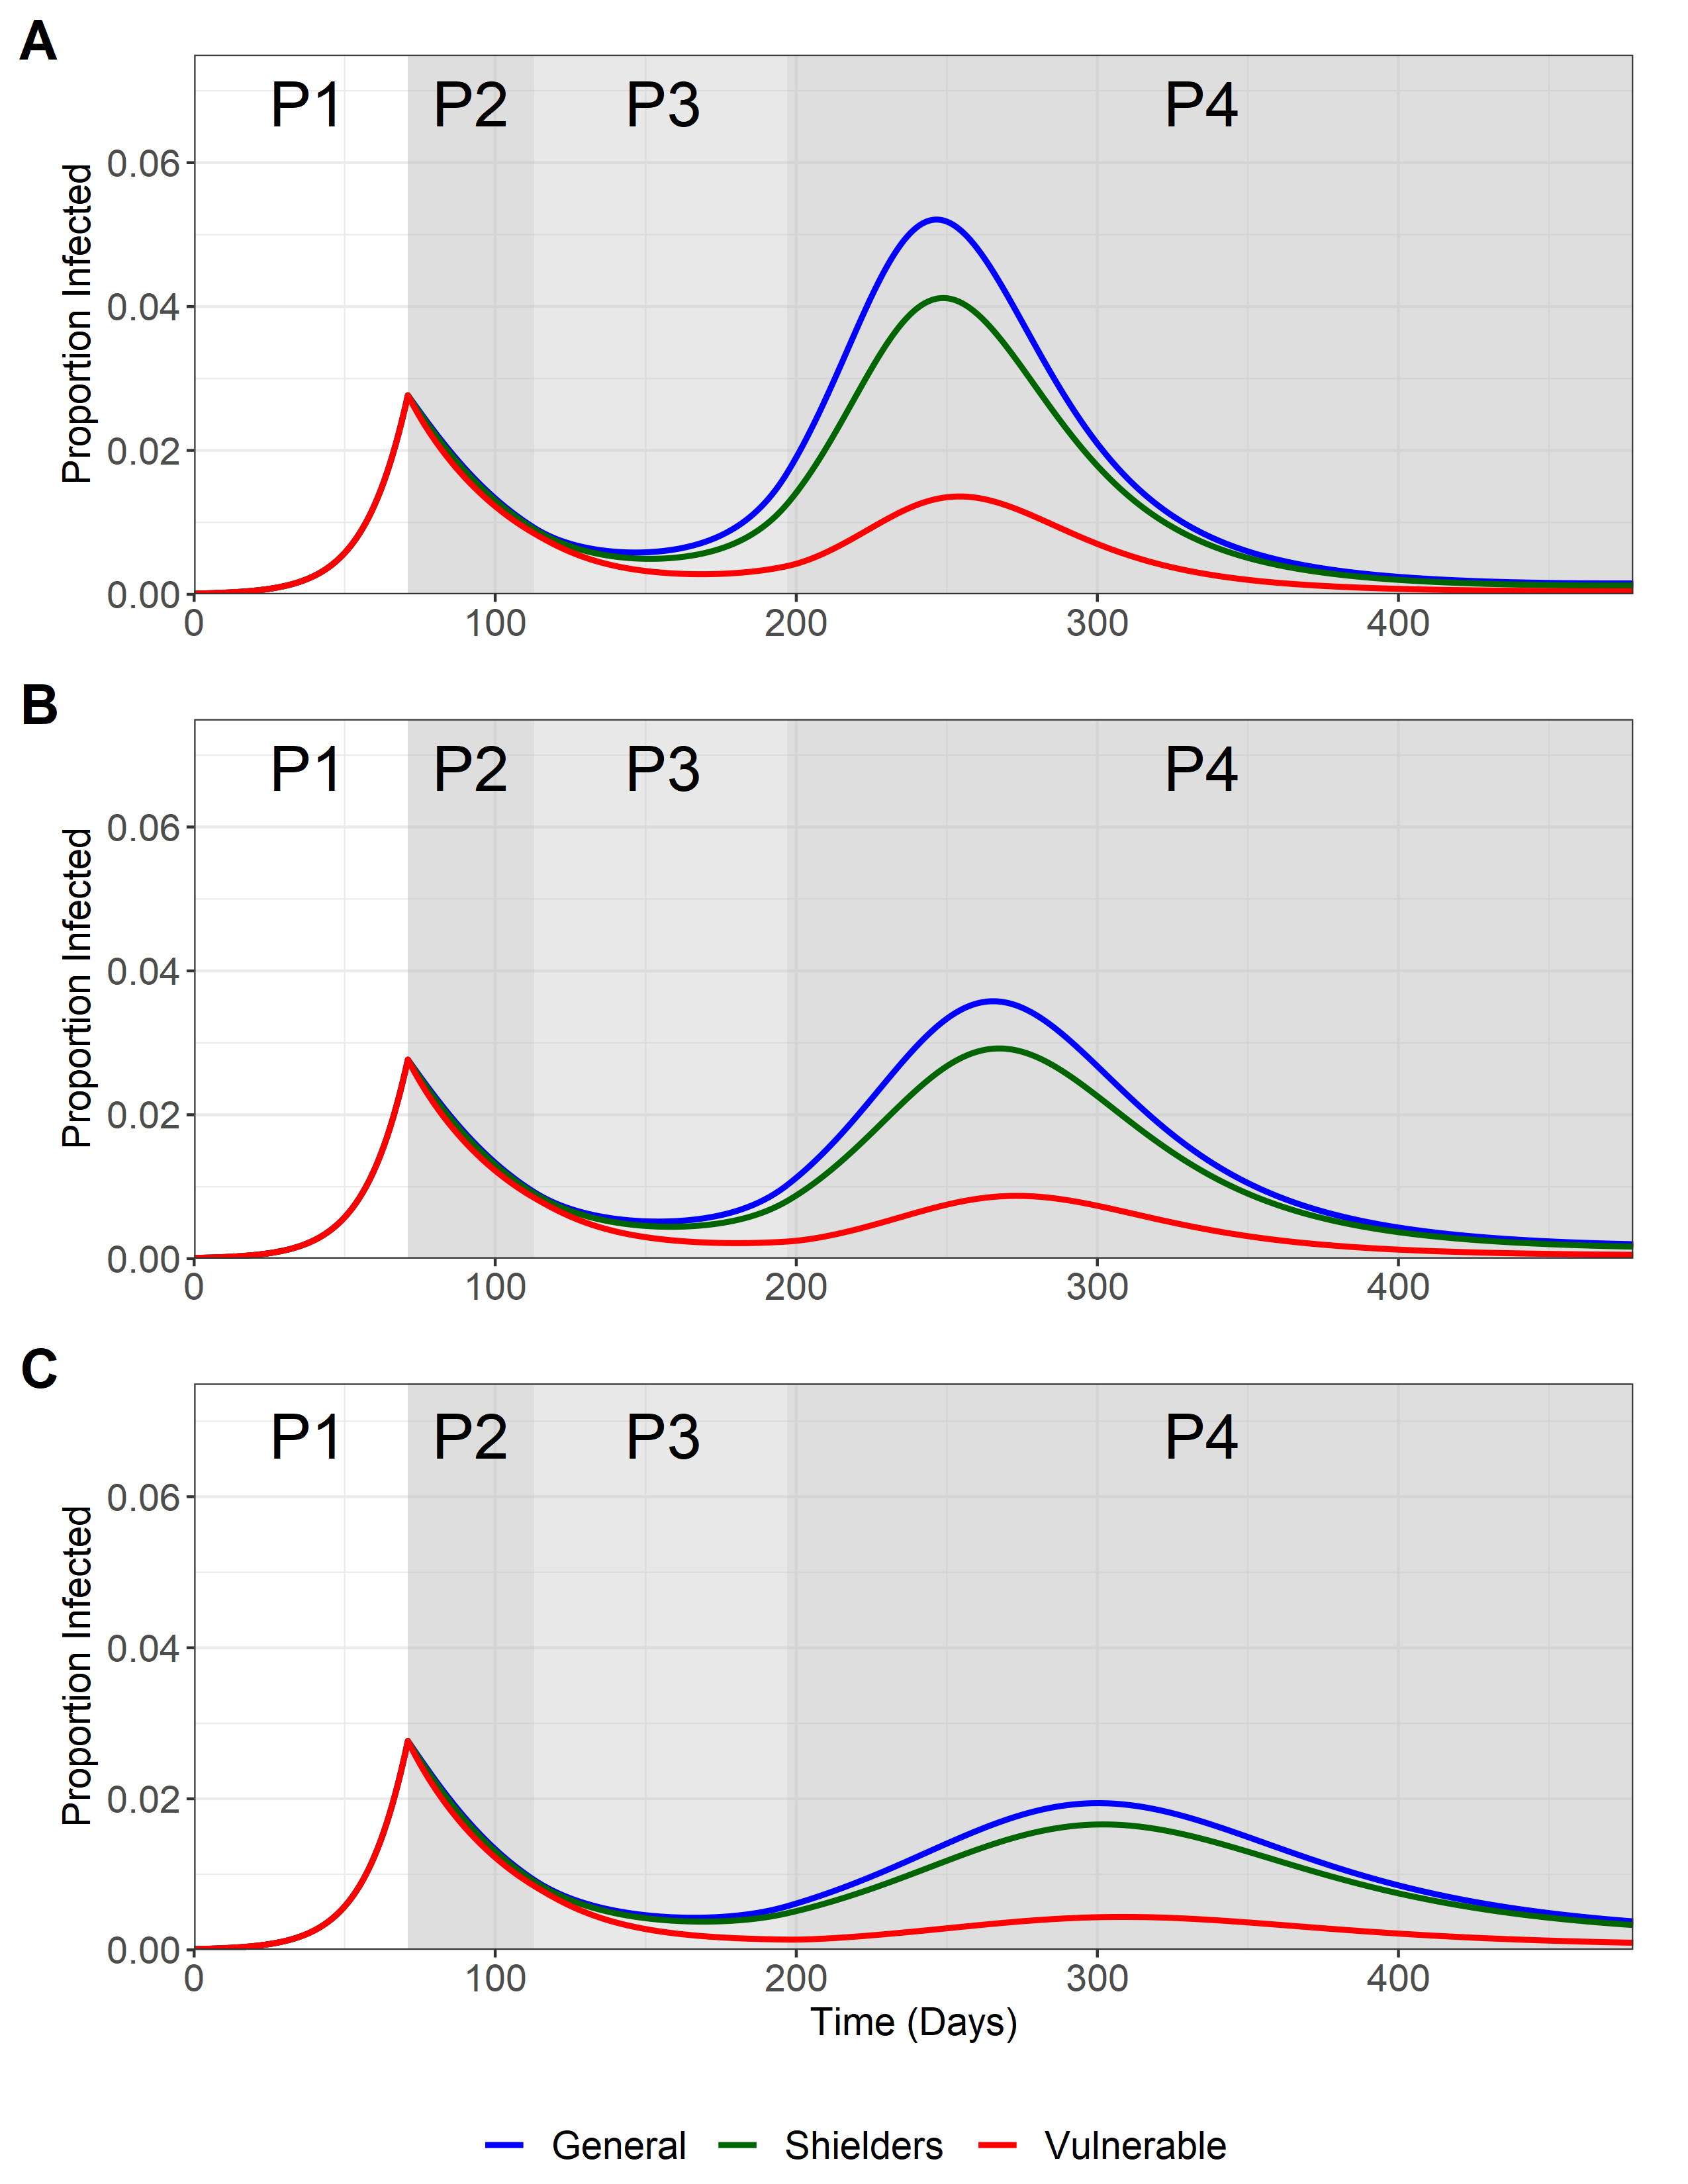 A
P1 P2 P3 P4
Proportion Infected
0.06
0.04
0.02
0.00
0 100 200 300 400
B
P1 P2 P3 P4
Proportion Infected
0.06
0.04
0.02
0.00
0 100 200 300 400
C
P1 P2 P3 P4
Proportion Infected
0.06
0.04
0.02
0.00
0 100 200 300 400
Time (Days)
General Shielders Vulnerable